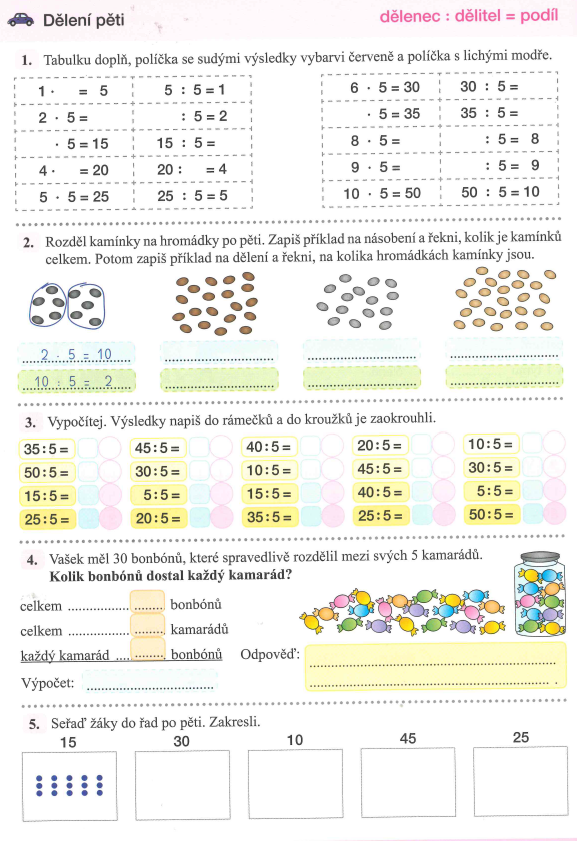 Dělení pěti
dělenec : dělitel = podíl
1. Tabulku doplň, políčka se sudými výsledky vybarvi červeně a políčka s lichými modře.
1 · = 5 5 : 5 = 1
2 · 5 = : 5 = 2
· 5 = 15 15 : 5 =
4 · = 20 20 : = 4
5 · 5 = 25 25 : 5 = 5
6 · 5 = 30 30 : 5 =
· 5 = 35 35 : 5 =
8 · 5 = : 5 = 8
9 · 5 = : 5 = 9
10 · 5 = 50 50 : 5 = 10
2. Rozděl kamínky na hromádky po pěti. Zapiš příklad na násobení a řekni, kolik je kamínků
celkem. Potom zapiš příklad na dělení a řekni, na kolika hromádkách kamínky jsou.
2 · 5 = 10
10 : 5 = 2
3. Vypočítej. Výsledky napiš do rámečků a do kroužků je zaokrouhli.
35 : 5 = 45 : 5 = 40 : 5 = 20 : 5 = 10 : 5 =
50 : 5 = 30 : 5 = 10 : 5 = 45 : 5 = 30 : 5 =
15 : 5 = 5 : 5 = 15 : 5 = 40 : 5 = 5 : 5 =
25 : 5 = 20 : 5 = 35 : 5 = 25 : 5 = 50 : 5 =
4. Vašek měl 30 bonbónů, které spravedlivě rozdělil mezi svých 5 kamarádů.
Kolik bonbónů dostal každý kamarád?
celkem ..................... bonbónů
celkem ..................... kamarádů
každý kamarád ........... bonbónů Odpověď:
Výpočet:
5. Seřaď žáky do řad po pěti. Zakresli.
15 30 10 45 25